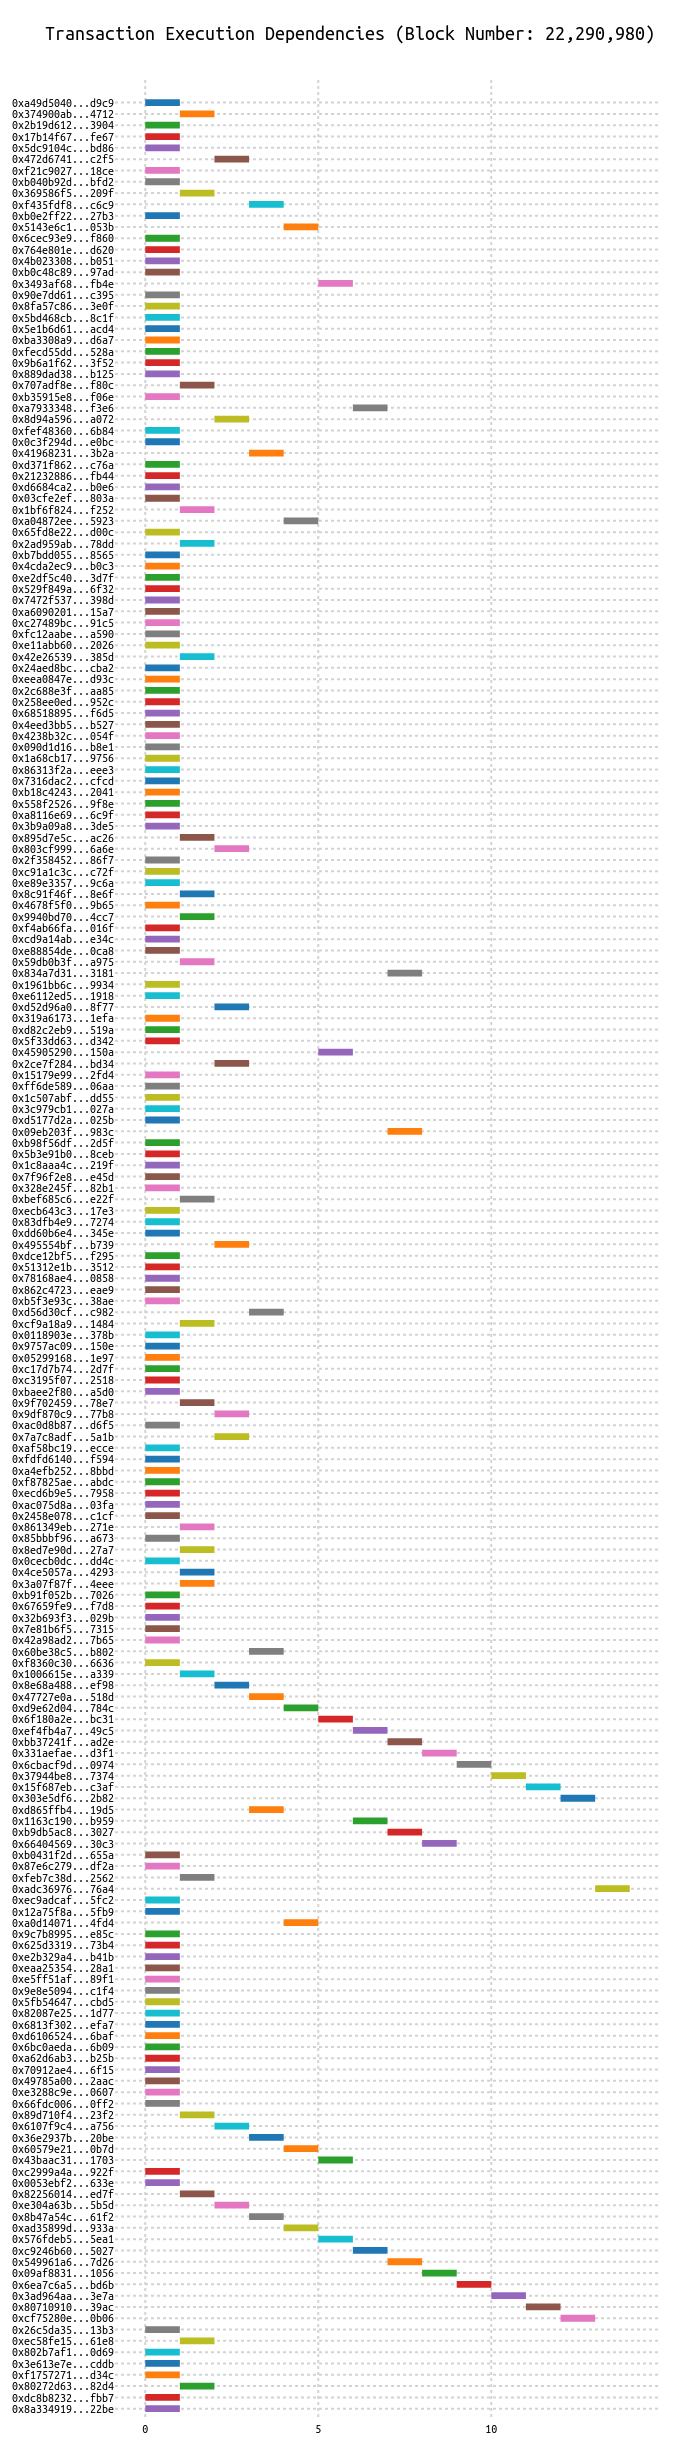 Transaction Execution Dependencies (Block Number: 22,290,980)
0xa49d5040...d9c9
0x374900ab...4712
0x2b19d612...3904
0x17b14f67...fe67
0x5dc9104c...bd86
0x472d6741...c2f5
0xf21c9027...18ce
0xb040b92d...bfd2
0x369586f5...209f
0xf435fdf8...c6c9
0xb0e2ff22...27b3
0x5143e6c1...053b
0x6cec93e9...f860
0x764e801e...d620
0x4b023308...b051
0xb0c48c89...97ad
0x3493af68...fb4e
0x90e7dd61...c395
0x8fa57c86...3e0f
0x5bd468cb...8c1f
0x5e1b6d61...acd4
0xba3308a9...d6a7
0xfecd55dd...528a
0x9b6a1f62...3f52
0x889dad38...b125
0x707adf8e...f80c
0xb35915e8...f06e
0xa7933348...f3e6
0x8d94a596...a072
0xfef48360...6b84
0x0c3f294d...e0bc
0x41968231...3b2a
0xd371f862...c76a
0x21232886...fb44
0xd6684ca2...b0e6
0x03cfe2ef...803a
0x1bf6f824...f252
0xa04872ee...5923
0x65fd8e22...d00c
0x2ad959ab...78dd
0xb7bdd055...8565
0x4cda2ec9...b0c3
0xe2df5c40...3d7f
0x529f849a...6f32
0x7472f537...398d
0xa6090201...15a7
0xc27489bc...91c5
0xfc12aabe...a590
0xe11abb60...2026
0x42e26539...385d
0x24aed8bc...cba2
0xeea0847e...d93c
0x2c688e3f...aa85
0x258ee0ed...952c
0x68518895...f6d5
0x4eed3bb5...b527
0x4238b32c...054f
0x090d1d16...b8e1
0x1a68cb17...9756
0x86313f2a...eee3
0x7316dac2...cfcd
0xb18c4243...2041
0x558f2526...9f8e
0xa8116e69...6c9f
0x3b9a09a8...3de5
0x895d7e5c...ac26
0x803cf999...6a6e
0x2f358452...86f7
0xc91a1c3c...c72f
0xe89e3357...9c6a
0x8c91f46f...8e6f
0x4678f5f0...9b65
0x9940bd70...4cc7
0xf4ab66fa...016f
0xcd9a14ab...e34c
0xe88854de...0ca8
0x59db0b3f...a975
0x834a7d31...3181
0x1961bb6c...9934
0xe6112ed5...1918
0xd52d96a0...8f77
0x319a6173...1efa
0xd82c2eb9...519a
0x5f33dd63...d342
0x45905290...150a
0x2ce7f284...bd34
0x15179e99...2fd4
0xff6de589...06aa
0x1c507abf...dd55
0x3c979cb1...027a
0xd5177d2a...025b
0x09eb203f...983c
0xb98f56df...2d5f
0x5b3e91b0...8ceb
0x1c8aaa4c...219f
0x7f96f2e8...e45d
0x328e245f...82b1
0xbef685c6...e22f
0xecb643c3...17e3
0x83dfb4e9...7274
0xdd60b6e4...345e
0x495554bf...b739
0xdce12bf5...f295
0x51312e1b...3512
0x78168ae4...0858
0x862c4723...eae9
0xb5f3e93c...38ae
0xd56d30cf...c982
0xcf9a18a9...1484
0x0118903e...378b
0x9757ac09...150e
0x05299168...1e97
0xc17d7b74...2d7f
0xc3195f07...2518
0xbaee2f80...a5d0
0x9f702459...78e7
0x9df870c9...77b8
0xac0d8b87...d6f5
0x7a7c8adf...5a1b
0xaf58bc19...ecce
0xfdfd6140...f594
0xa4efb252...8bbd
0xf87825ae...abdc
0xecd6b9e5...7958
0xac075d8a...03fa
0x2458e078...c1cf
0x861349eb...271e
0x85bbbf96...a673
0x8ed7e90d...27a7
0x0cecb0dc...dd4c
0x4ce5057a...4293
0x3a07f87f...4eee
0xb91f052b...7026
0x67659fe9...f7d8
0x32b693f3...029b
0x7e81b6f5...7315
0x42a98ad2...7b65
0x60be38c5...b802
0xf8360c30...6636
0x1006615e...a339
0x8e68a488...ef98
0x47727e0a...518d
0xd9e62d04...784c
0x6f180a2e...bc31
0xef4fb4a7...49c5
0xbb37241f...ad2e
0x331aefae...d3f1
0x6cbacf9d...0974
0x37944be8...7374
0x15f687eb...c3af
0x303e5df6...2b82
0xd865ffb4...19d5
0x1163c190...b959
0xb9db5ac8...3027
0x66404569...30c3
0xb0431f2d...655a
0x87e6c279...df2a
0xfeb7c38d...2562
0xadc36976...76a4
0xec9adcaf...5fc2
0x12a75f8a...5fb9
0xa0d14071...4fd4
0x9c7b8995...e85c
0x625d3319...73b4
0xe2b329a4...b41b
0xeaa25354...28a1
0xe5ff51af...89f1
0x9e8e5094...c1f4
0x5fb54647...cbd5
0x82087e25...1d77
0x6813f302...efa7
0xd6106524...6baf
0x6bc0aeda...6b09
0xa62d6ab3...b25b
0x70912ae4...6f15
0x49785a00...2aac
0xe3288c9e...0607
0x66fdc006...0ff2
0x89d710f4...23f2
0x6107f9c4...a756
0x36e2937b...20be
0x60579e21...0b7d
0x43baac31...1703
0xc2999a4a...922f
0x0053ebf2...633e
0x82256014...ed7f
0xe304a63b...5b5d
0x8b47a54c...61f2
0xad35899d...933a
0x576fdeb5...5ea1
0xc9246b60...5027
0x549961a6...7d26
0x09af8831...1056
0x6ea7c6a5...bd6b
0x3ad964aa...3e7a
0x80710910...39ac
0xcf75280e...0b06
0x26c5da35...13b3
0xec58fe15...61e8
0x802b7af1...0d69
0x3e613e7e...cddb
0xf1757271...d34c
0x80272d63...82d4
0xdc8b8232...fbb7
0x8a334919...22be
0 5 10